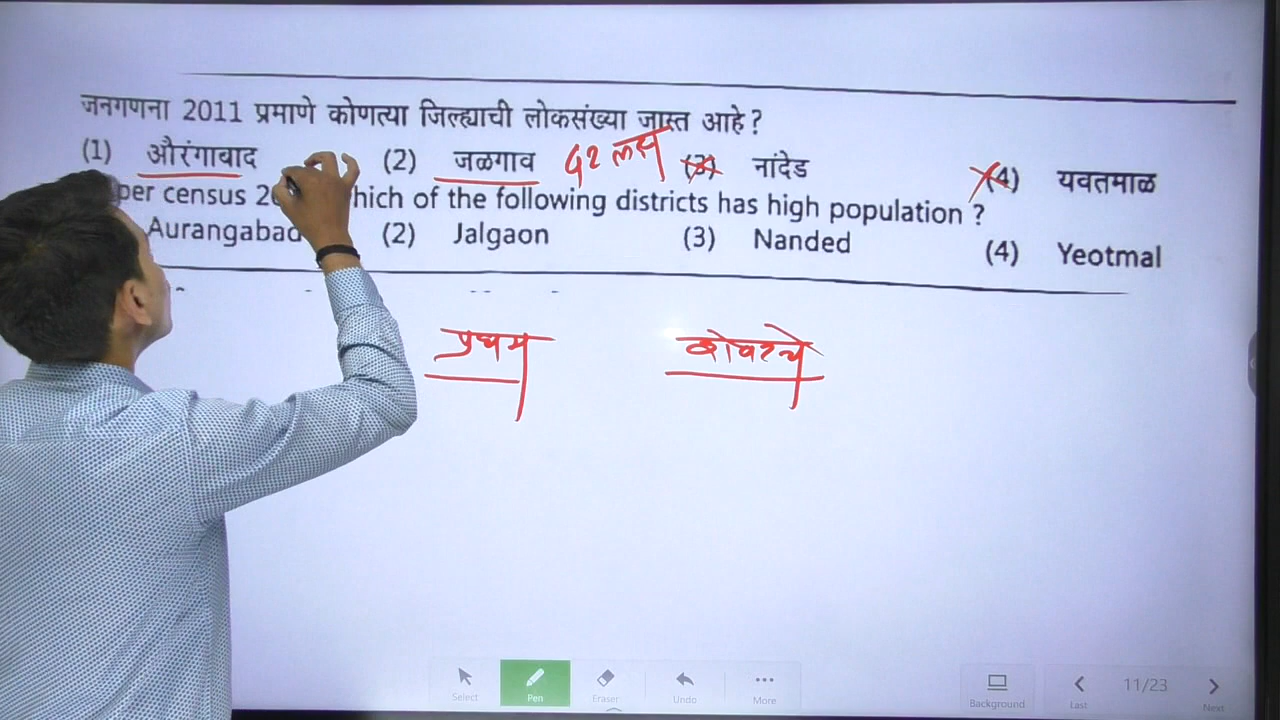 जनगणना 2011 प्रमाणे कोणत्या जिल्ह्याची लोकसंख्या जास्त आहे ?
(1) औरंगाबाद (2) जळगाव ४२ लक्ष (3) नांदेड (4) यवतमाळ
per census 20 hich of the following districts has high population ?
Aurangabad (2) Jalgaon (3) Nanded (4) Yeotmal
प्रथम शेवटचे
Select Pen Eraser Undo More Background Last 11/23 Next